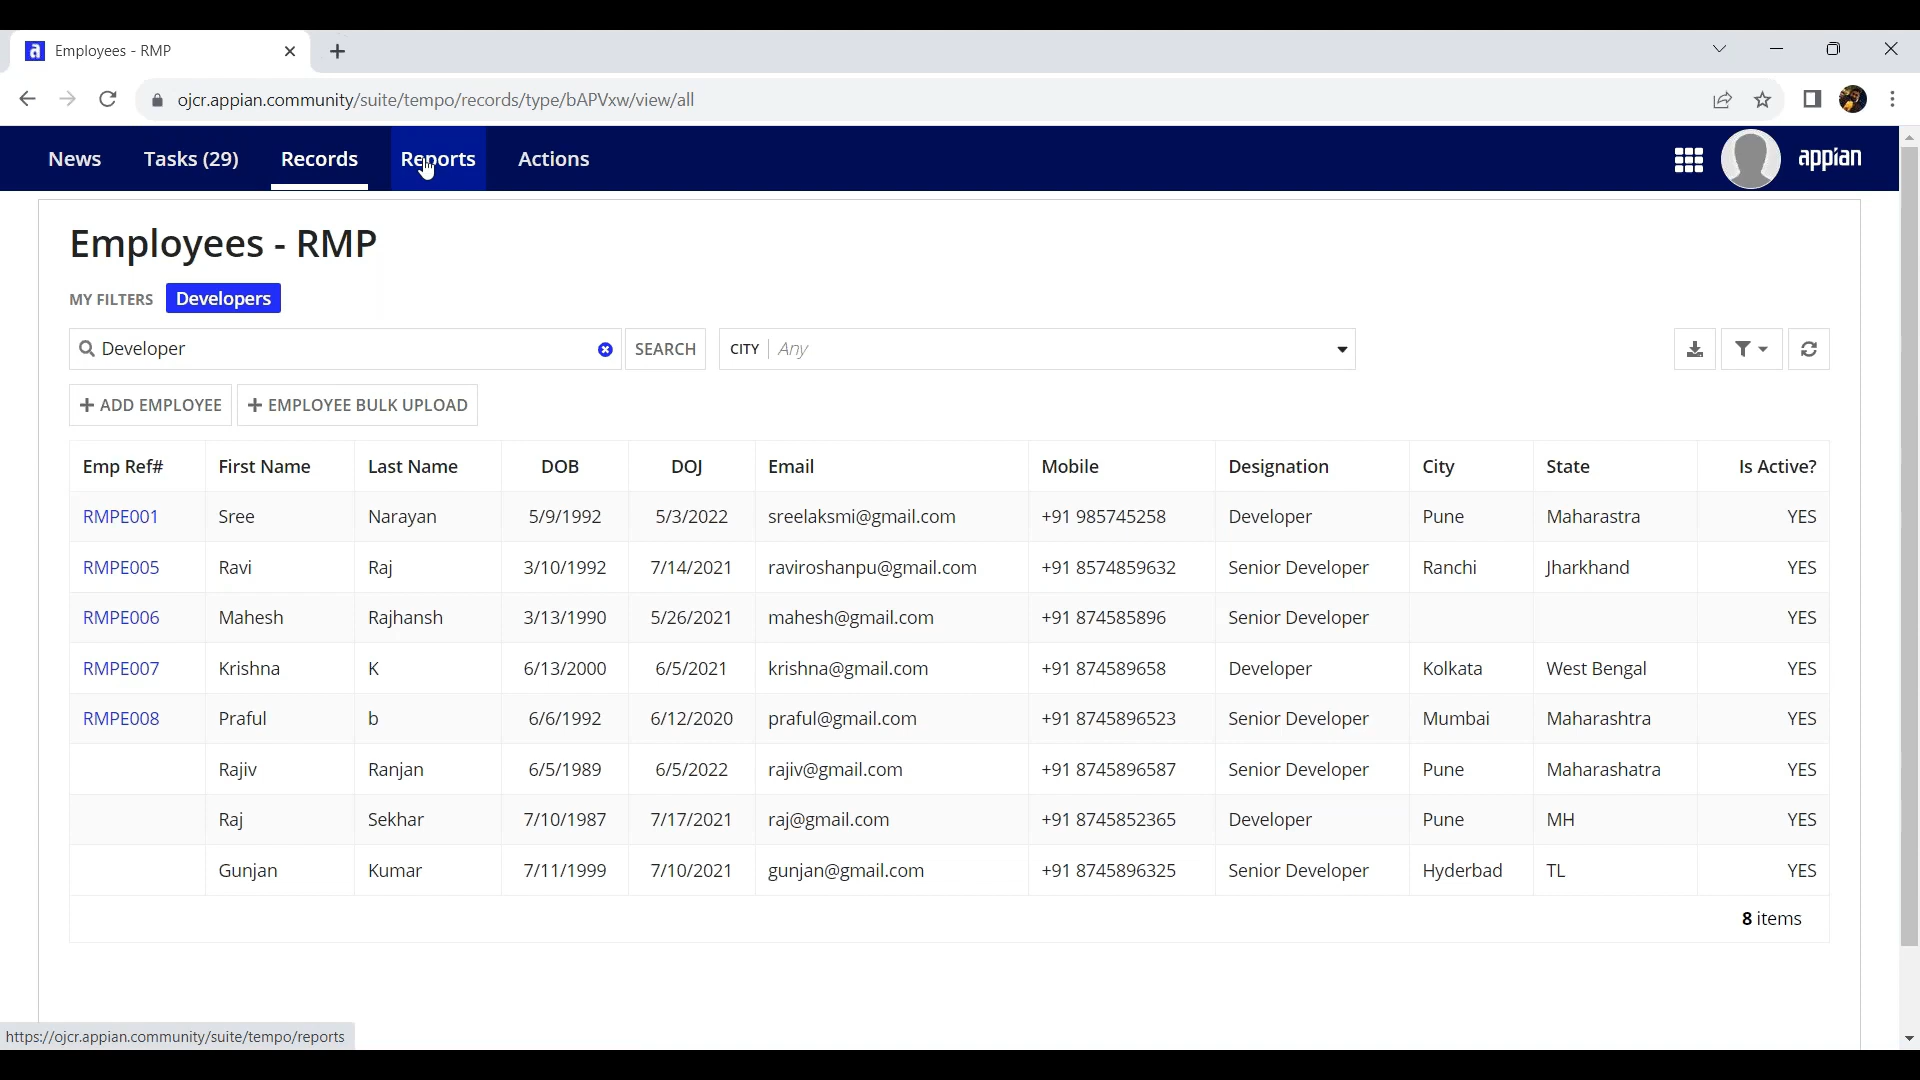 Employees - RMP
ojcr.appian.community/suite/tempo/records/type/bAPVxw/view/all
News Tasks (29) Records Reports Actions appian
Employees - RMP
MY FILTERS Developers
Developer SEARCH CITY Any
+ ADD EMPLOYEE + EMPLOYEE BULK UPLOAD
Emp Ref# First Name Last Name DOB DOJ Email Mobile Designation City State Is Active?
RMPE001 Sree Narayan 5/9/1992 5/3/2022 sreelaksmi@gmail.com +91 985745258 Developer Pune Maharastra YES
RMPE005 Ravi Raj 3/10/1992 7/14/2021 raviroshanpu@gmail.com +91 8574859632 Senior Developer Ranchi Jharkhand YES
RMPE006 Mahesh Rajhansh 3/13/1990 5/26/2021 mahesh@gmail.com +91 874585896 Senior Developer YES
RMPE007 Krishna K 6/13/2000 6/5/2021 krishna@gmail.com +91 874589658 Developer Kolkata West Bengal YES
RMPE008 Praful b 6/6/1992 6/12/2020 praful@gmail.com +91 8745896523 Senior Developer Mumbai Maharashtra YES
Rajiv Ranjan 6/5/1989 6/5/2022 rajiv@gmail.com +91 8745896587 Senior Developer Pune Maharashatra YES
Raj Sekhar 7/10/1987 7/17/2021 raj@gmail.com +91 8745852365 Developer Pune MH YES
Gunjan Kumar 7/11/1999 7/10/2021 gunjan@gmail.com +91 8745896325 Senior Developer Hyderbad TL YES
8 items
https://ojcr.appian.community/suite/tempo/reports